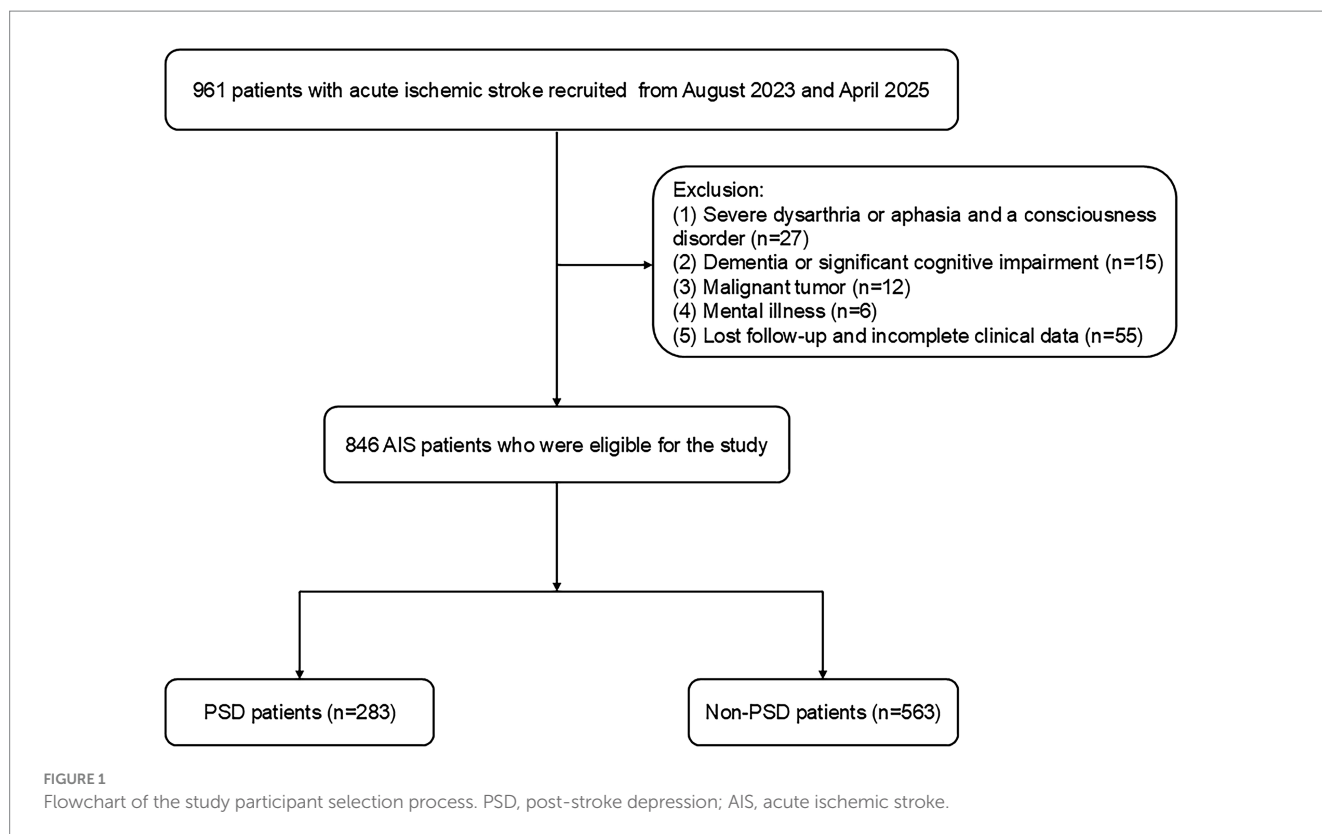 961 patients with acute ischemic stroke recruited from August 2023 and April 2025
Exclusion:
(1) Severe dysarthria or aphasia and a consciousness
disorder (n=27)
(2) Dementia or significant cognitive impairment (n=15)
(3) Malignant tumor (n=12)
(4) Mental illness (n=6)
(5) Lost follow-up and incomplete clinical data (n=55)
846 AIS patients who were eligible for the study
PSD patients (n=283)
Non-PSD patients (n=563)
FIGURE 1
Flowchart of the study participant selection process. PSD, post-stroke depression; AIS, acute ischemic stroke.